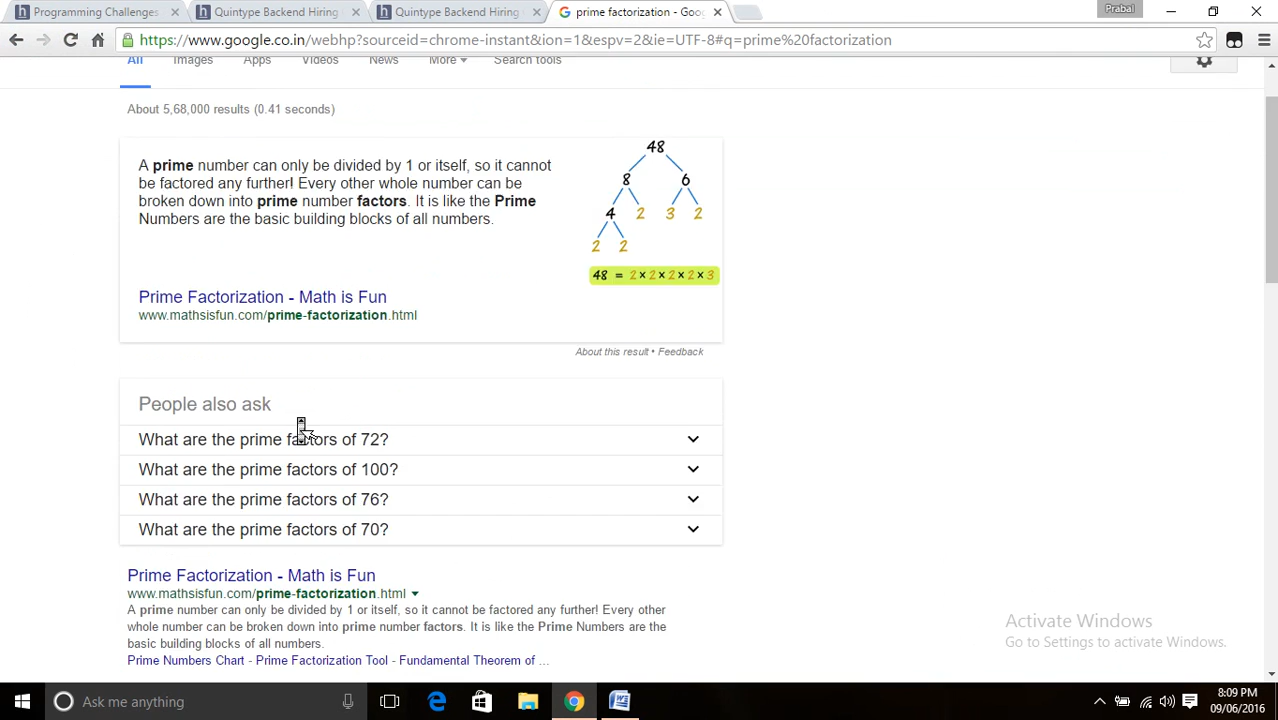 Programming Challenges
Quintype Backend Hiring
Quintype Backend Hiring
prime factorization - Goo
Prabal
https://www.google.co.in/webhp?sourceid=chrome-instant&ion=1&espv=2&ie=UTF-8#q=prime%20factorization
All Images Apps Videos News More Search tools
About 5,68,000 results (0.41 seconds)
A prime number can only be divided by 1 or itself, so it cannot
be factored any further! Every other whole number can be
broken down into prime number factors. It is like the Prime
Numbers are the basic building blocks of all numbers.
48
8 6
4 2 3 2
2 2
48 = 2×2×2×2×3
Prime Factorization - Math is Fun
www.mathsisfun.com/prime-factorization.html
About this result • Feedback
People also ask
What are the prime factors of 72?
What are the prime factors of 100?
What are the prime factors of 76?
What are the prime factors of 70?
Prime Factorization - Math is Fun
www.mathsisfun.com/prime-factorization.html
A prime number can only be divided by 1 or itself, so it cannot be factored any further! Every other
whole number can be broken down into prime number factors. It is like the Prime Numbers are the
basic building blocks of all numbers.
Prime Numbers Chart - Prime Factorization Tool - Fundamental Theorem of ...
Activate Windows
Go to Settings to activate Windows.
Ask me anything
8:09 PM
09/06/2016